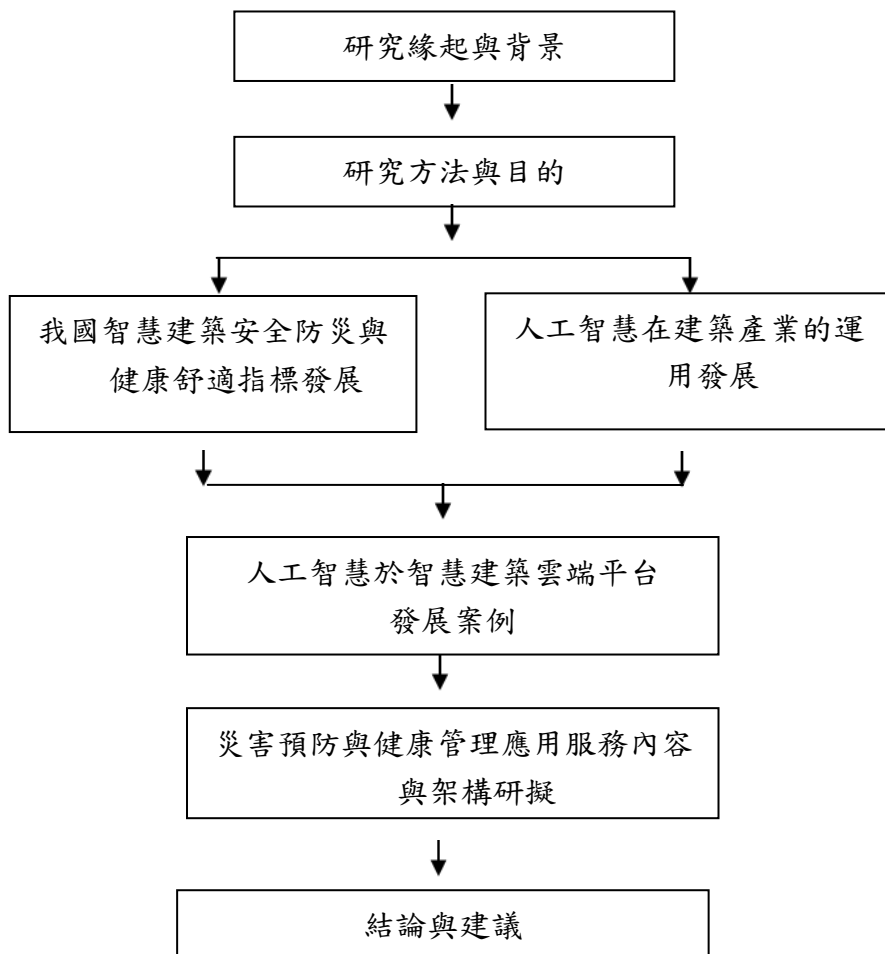 研究緣起與背景
研究方法與目的
我國智慧建築安全防災與
健康舒適指標發展
人工智慧在建築產業的運
用發展
人工智慧於智慧建築雲端平台
發展案例
災害預防與健康管理應用服務內容
與架構研擬
結論與建議